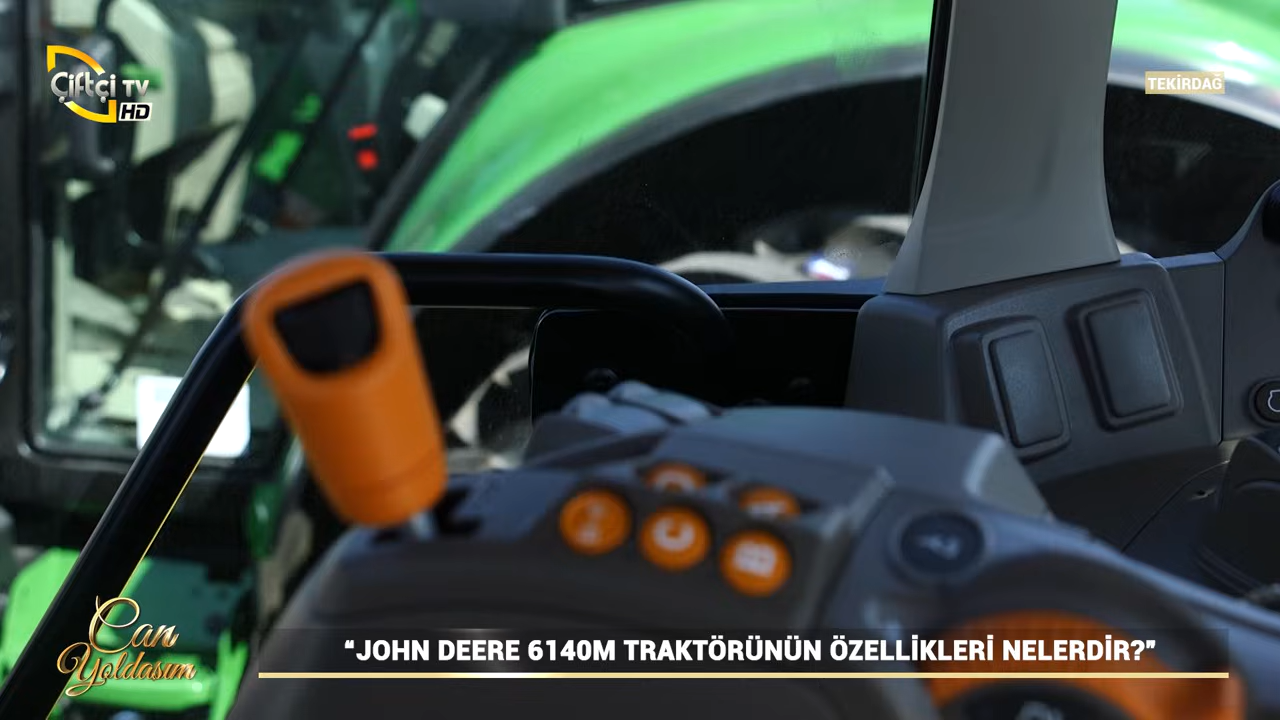 Çiftçi TV
HD
TEKİRDAĞ
C
B
Can
Yoldaşım
“JOHN DEERE 6140M TRAKTÖRÜNÜN ÖZELLİKLERİ NELERDİR?”